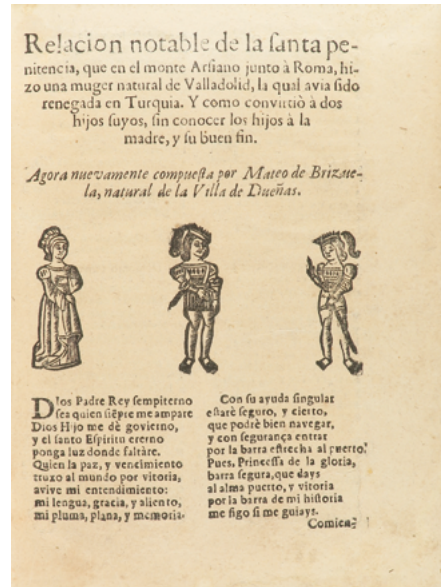 Relacion notable de la santa pe-
nitencia, que en el monte Arsiano junto à Roma, hi-
zo una muger natural de Valladolid, la qual avia sido
renegada en Turquia. Y como convirtiò à dos
hijos suyos, sin conocer los hijos à la
madre, y su buen fin.
Agora nuevamente compuesta por Mateo de Brizue-
la, natural de la Villa de Dueñas.
DIos Padre Rey sempiterno
sea quien siẽpre me ampare
Dios Hijo me dè govierno,
y el santo Espiritu eterno
ponga luz donde faltàre.
Quien la paz, y vencimiento
truxo al mundo por vitoria,
avive mi entendimiento:
mi lengua, gracia, y aliento,
mi pluma, plana, y memoria.
Con su ayuda singular
estarè seguro, y cierto,
que podrè bien navegar,
y con segurança entrar
por la barra estrecha al puerto.
Pues, Princessa de la gloria,
barra segura, que days
al alma puerto, y vitoria
por la barra de mi historia
me sigo si me guiays.
Comien-